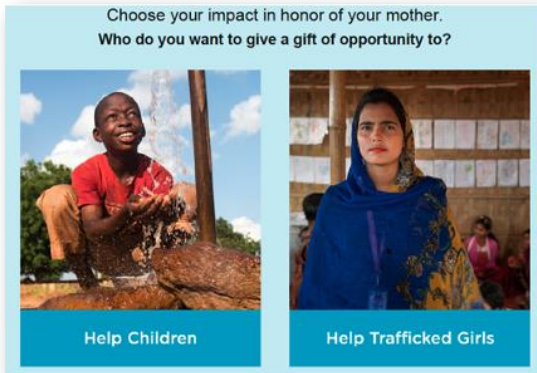 Choose your impact in honor of your mother.
Who do you want to give a gift of opportunity to?
Help Children
Help Trafficked Girls